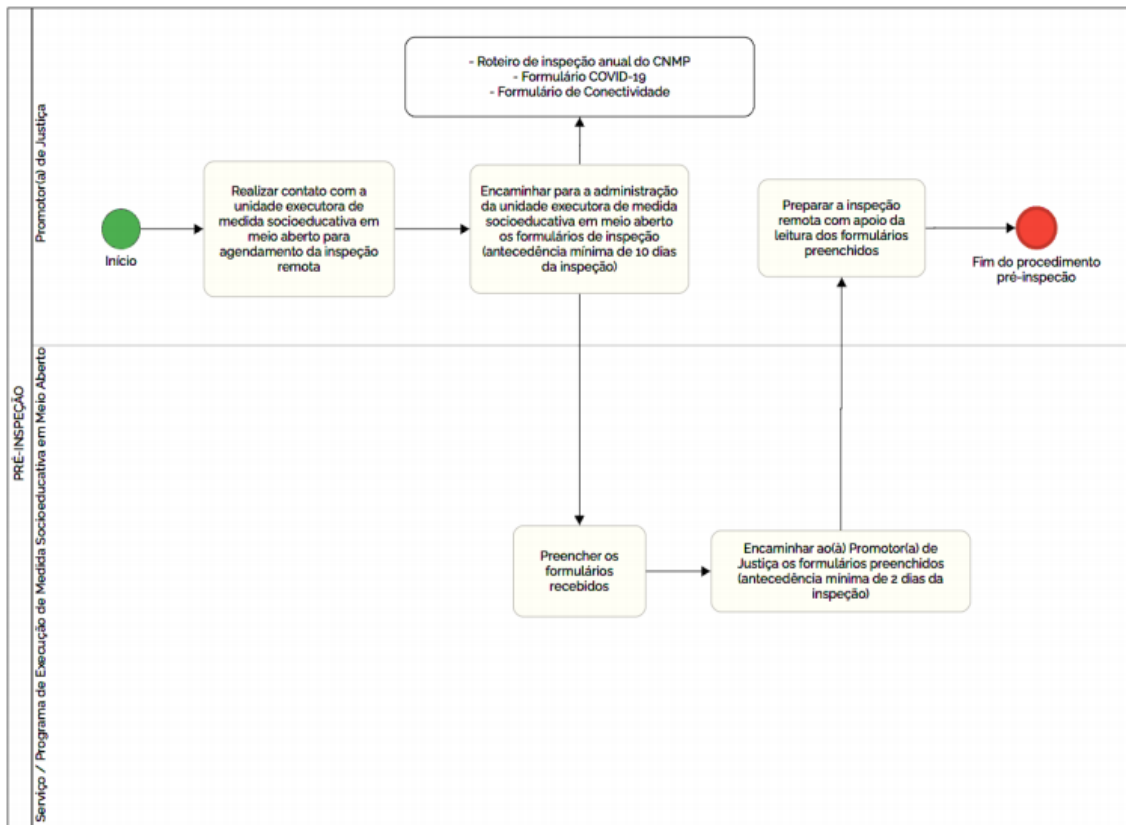 PRÉ-INSPEÇÃO
Promotor(a) de Justiça
- Roteiro de inspeção anual do CNMP
- Formulário COVID-19
- Formulário de Conectividade
Início
Realizar contato com a
unidade executora de
medida socioeducativa em
meio aberto para
agendamento da inspeção
remota
Encaminhar para a administração
da unidade executora de medida
socioeducativa em meio aberto
os formulários de inspeção
(antecedência mínima de 10 dias
da inspeção)
Preparar a inspeção
remota com apoio da
leitura dos formulários
preenchidos
Fim do procedimento
pré-inspeção
Serviço / Programa de Execução de Medida Socioeducativa em Meio Aberto
Preencher os
formulários
recebidos
Encaminhar ao(à) Promotor(a) de
Justiça os formulários preenchidos
(antecedência mínima de 2 dias da
inspeção)